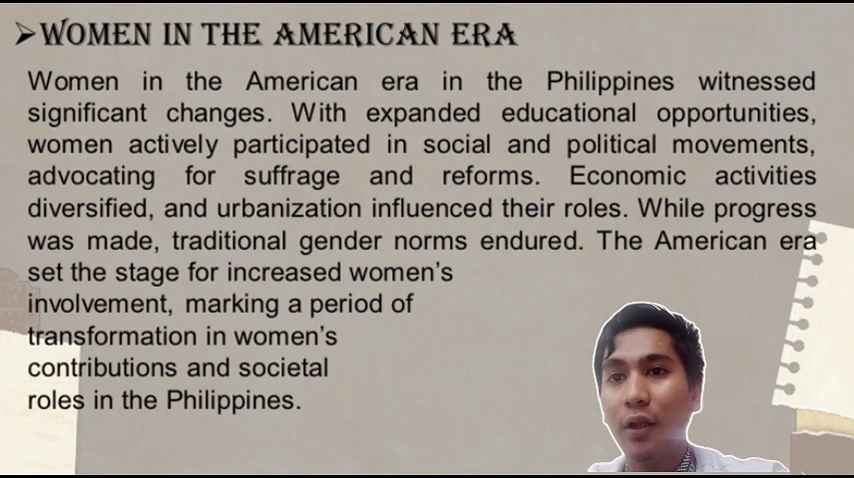 WOMEN IN THE AMERICAN ERA
Women in the American era in the Philippines witnessed
significant changes. With expanded educational opportunities,
women actively participated in social and political movements,
advocating for suffrage and reforms. Economic activities
diversified, and urbanization influenced their roles. While progress
was made, traditional gender norms endured. The American era
set the stage for increased women's
involvement, marking a period of
transformation in women's
contributions and societal
roles in the Philippines.